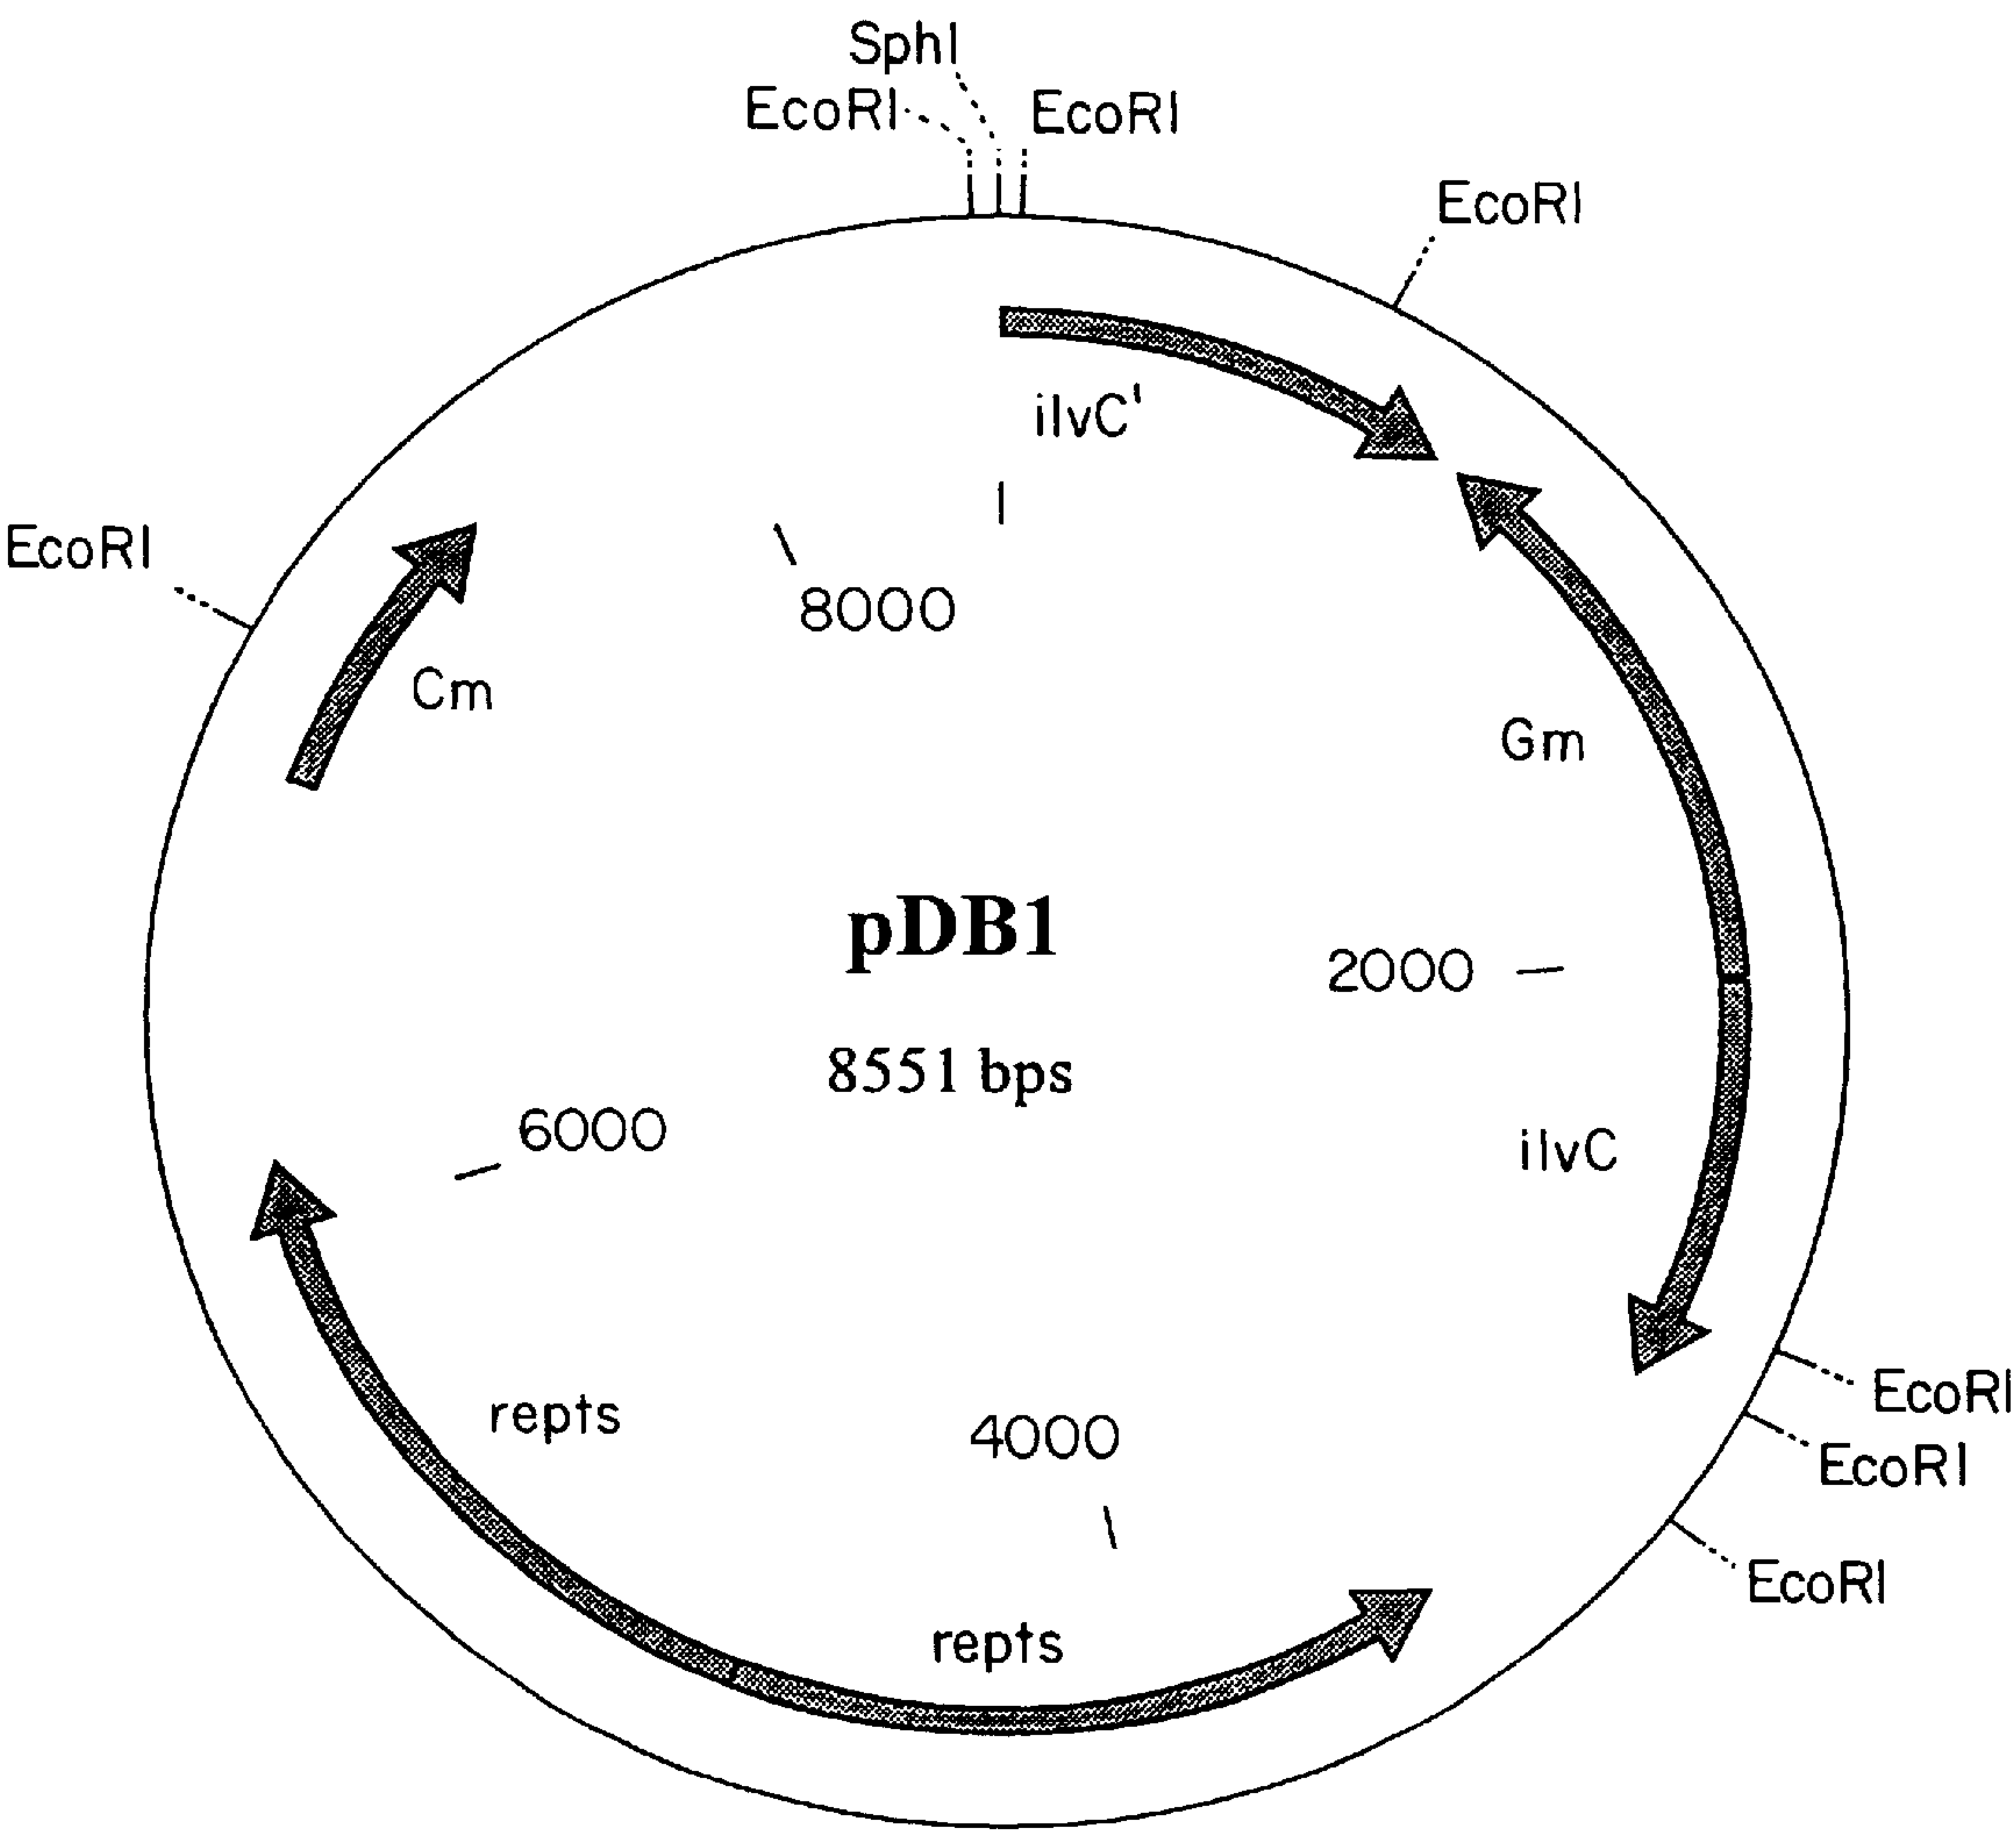 SphI
EcoRI
EcoRI
EcoRI
ilvC'
EcoRI
8000
Cm
Gm
pDB1
2000
8551 bps
6000
ilvC
EcoRI
repts
4000
EcoRI
EcoRI
repts